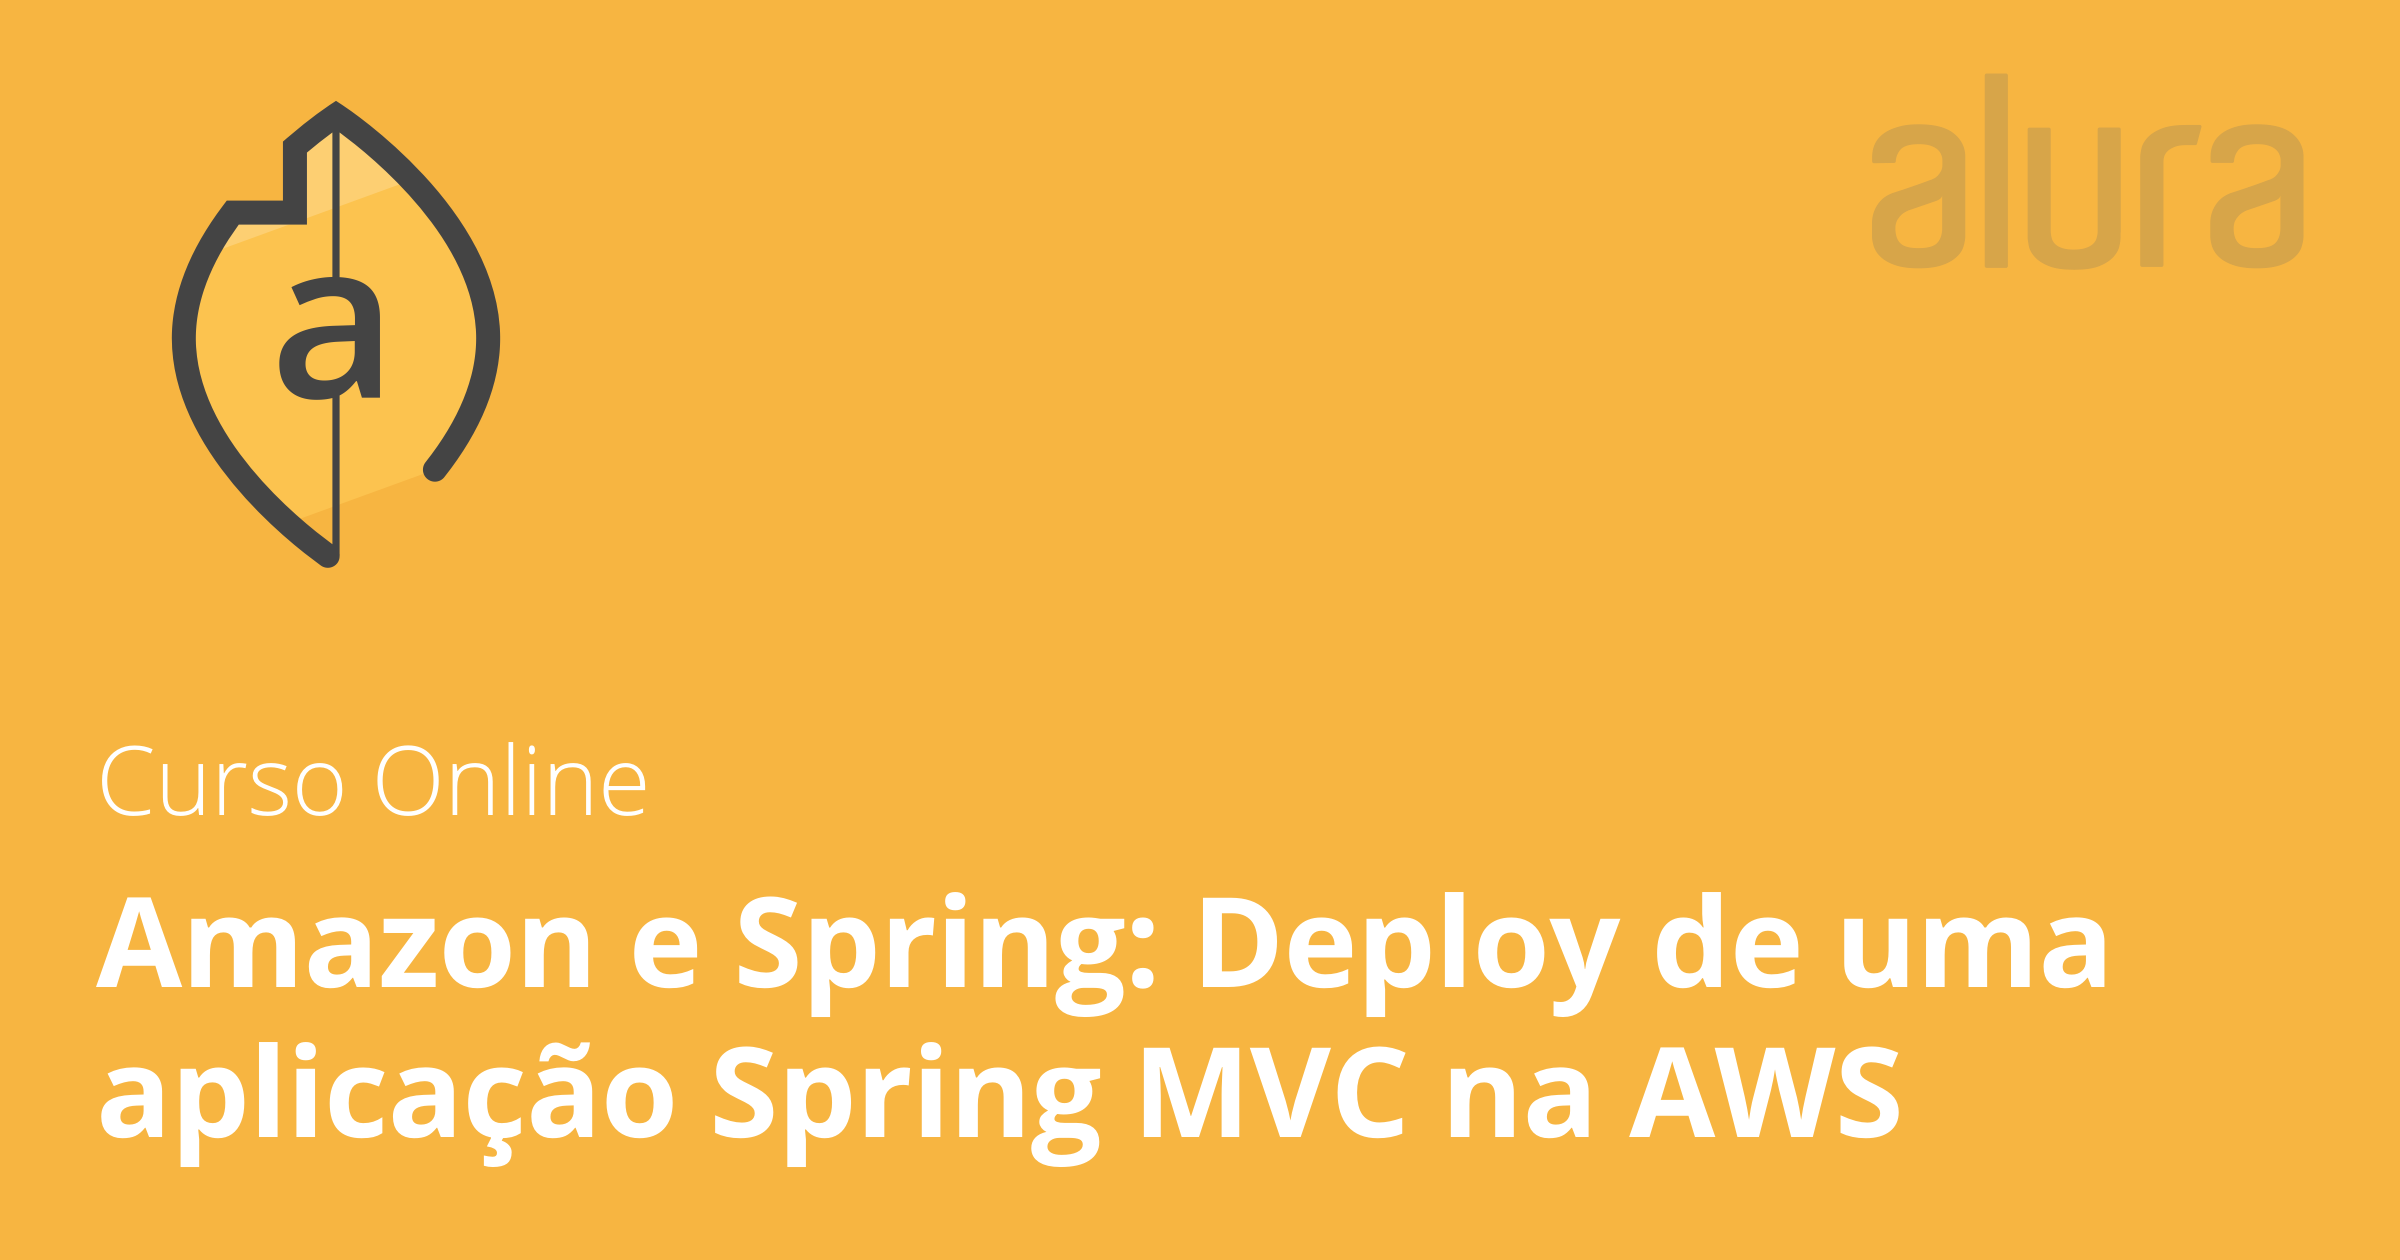 alura
a
Curso Online
Amazon e Spring: Deploy de uma
aplicação Spring MVC na AWS